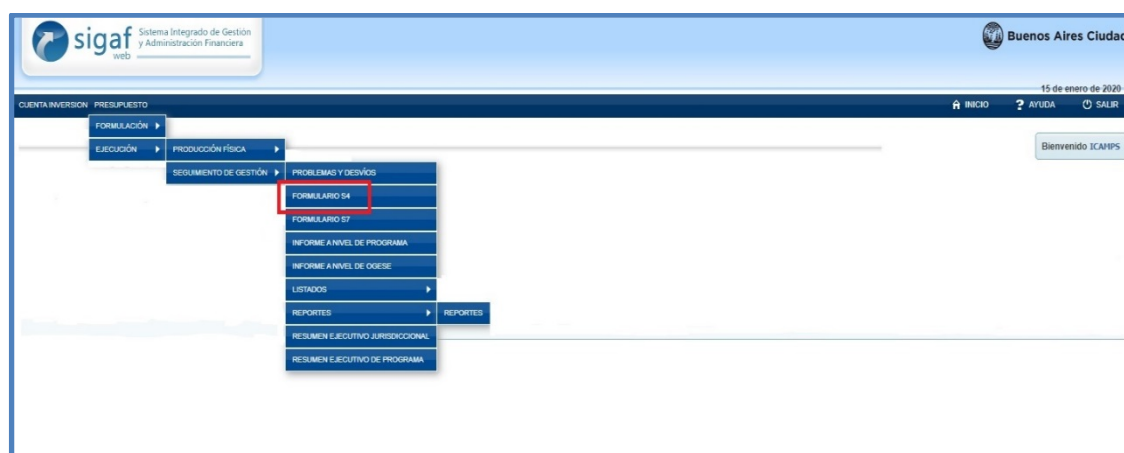 sigaf
web
Sistema Integrado de Gestión
y Administración Financiera
Buenos Aires Ciudad
15 de enero de 2020
CUENTA INVERSION PRESUPUESTO
INICIO ? AYUDA SALIR
FORMULACIÓN
EJECUCIÓN
PRODUCCIÓN FÍSICA
Bienvenido ICAMPS
SEGUIMIENTO DE GESTIÓN
PROBLEMAS Y DESVÍOS
FORMULARIO S4
FORMULARIO S7
INFORME A NIVEL DE PROGRAMA
INFORME A NIVEL DE OGESE
LISTADOS
REPORTES
REPORTES
RESUMEN EJECUTIVO JURISDICCIONAL
RESUMEN EJECUTIVO DE PROGRAMA